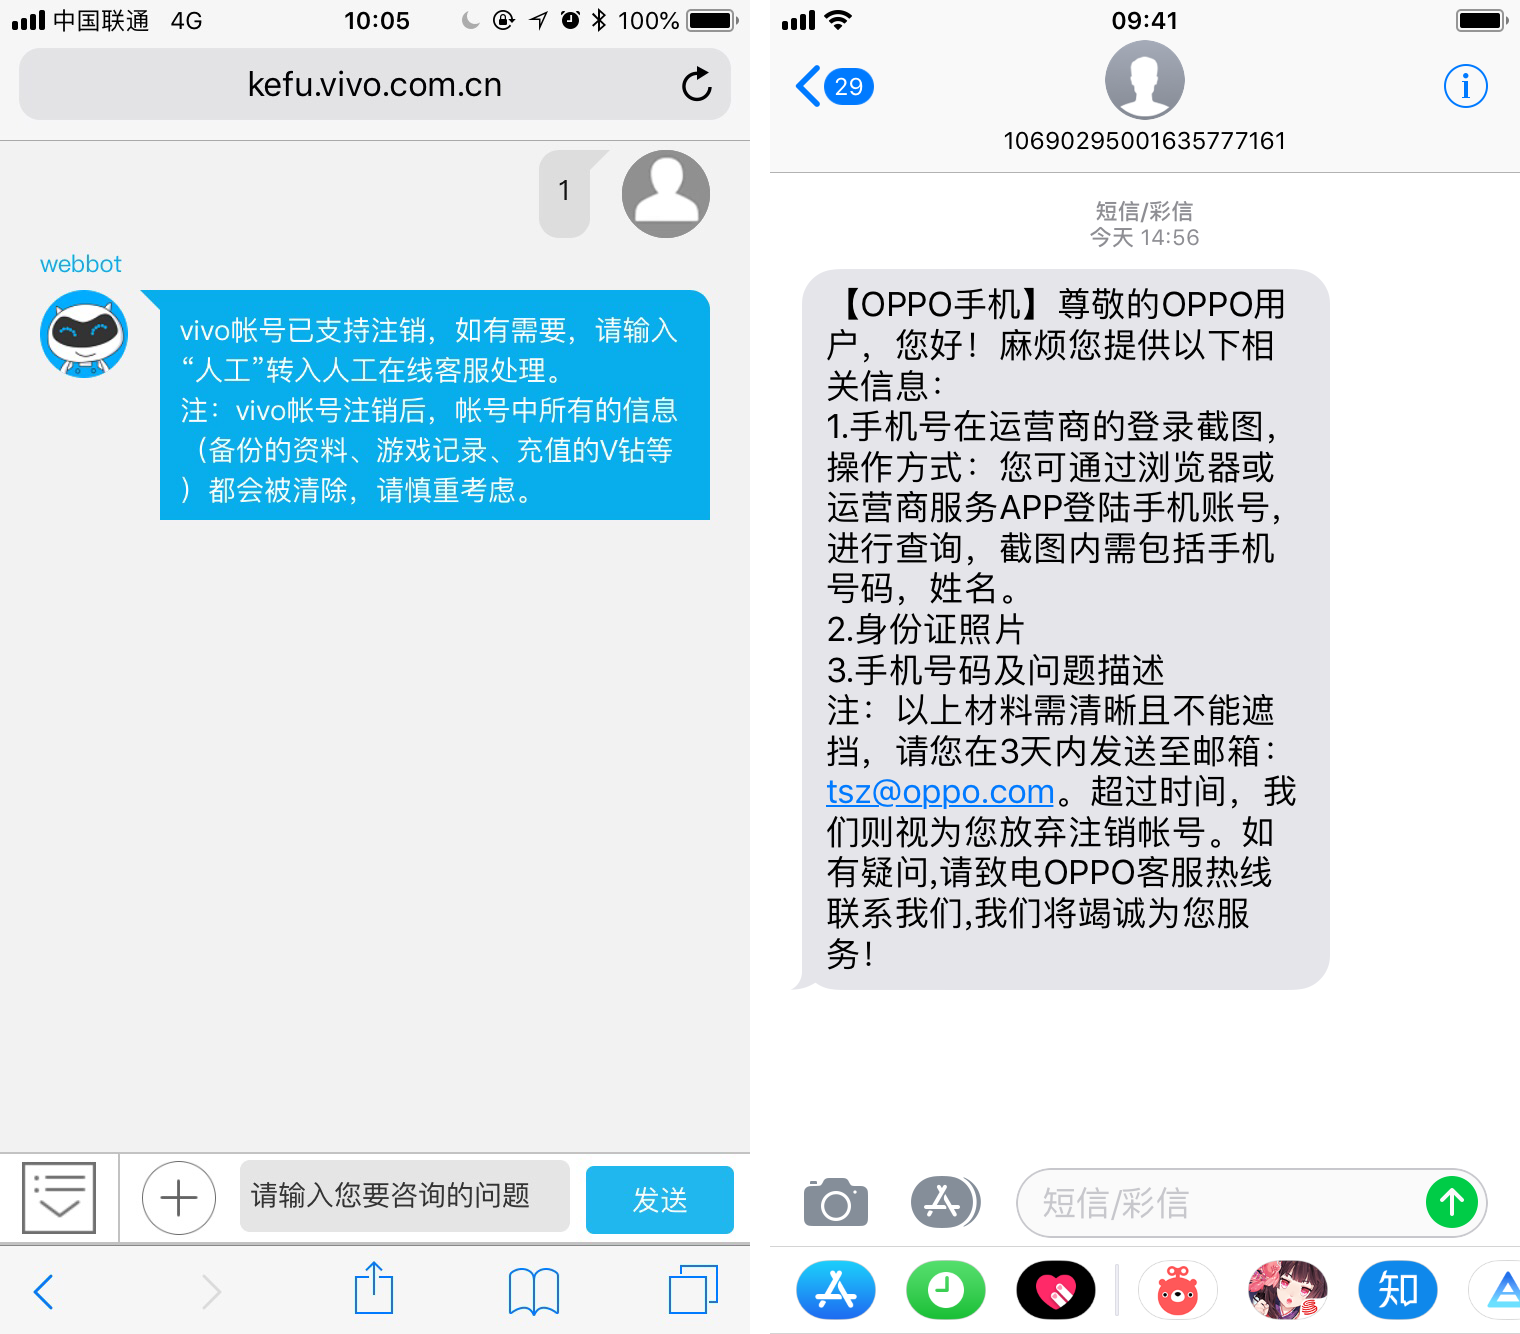 中国联通 4G 10:05 100%
kefu.vivo.com.cn
1
webbot
vivo帐号已支持注销，如有需要，请输入
“人工”转入人工在线客服处理。
注：vivo帐号注销后，帐号中所有的信息
（备份的资料、游戏记录、充值的V钻等
）都会被清除，请慎重考虑。
请输入您要咨询的问题
发送
09:41
29
10690295001635777161
短信/彩信
今天 14:56
【OPPO手机】尊敬的OPPO用
户，您好！麻烦您提供以下相
关信息：
1.手机号在运营商的登录截图，
操作方式：您可通过浏览器或
运营商服务APP登陆手机账号，
进行查询，截图内需包括手机
号码，姓名。
2.身份证照片
3.手机号码及问题描述
注：以上材料需清晰且不能遮
挡，请您在3天内发送至邮箱：
tsz@oppo.com。超过时间，我
们则视为您放弃注销帐号。如
有疑问,请致电OPPO客服热线
联系我们,我们将竭诚为您服
务！
短信/彩信
知